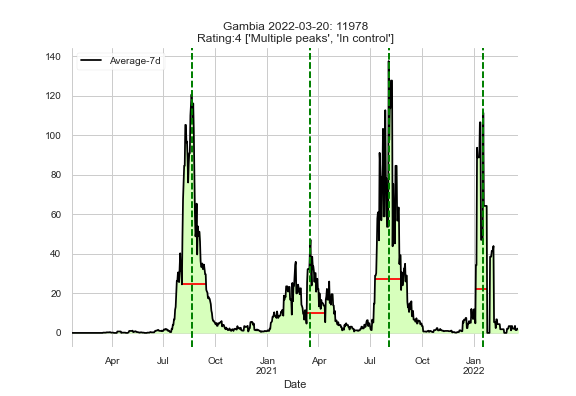 Gambia 2022-03-20: 11978
Rating:4 ['Multiple peaks', 'In control']
Average-7d
140
120
100
80
60
40
20
0
Apr Jul Oct Jan Apr Jul Oct Jan
2021 2022
Date